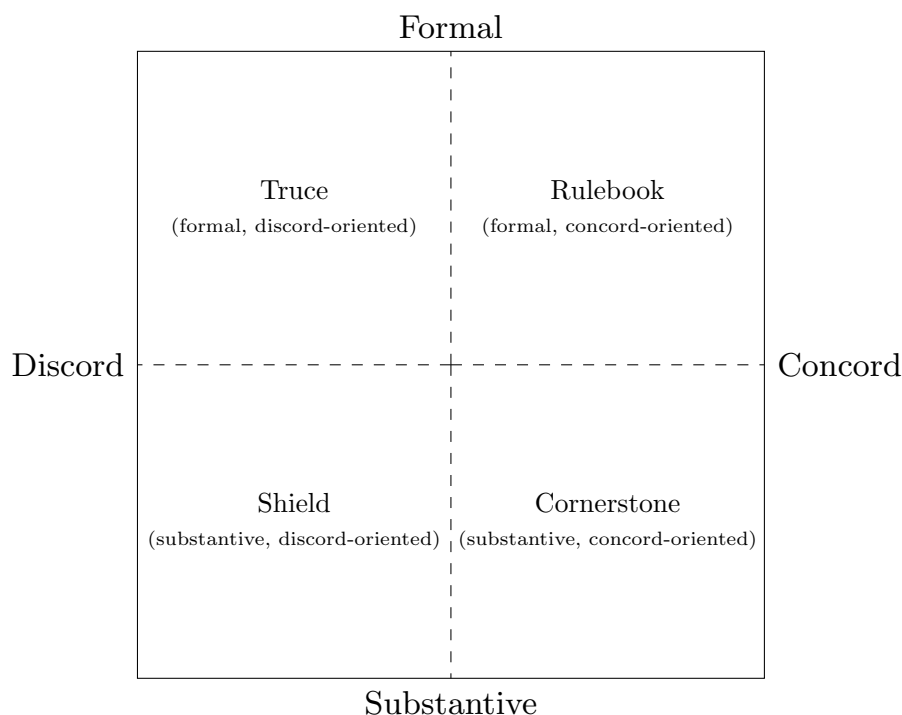 Formal
Truce
(formal, discord-oriented)
Rulebook
(formal, concord-oriented)
Discord
Concord
Shield
(substantive, discord-oriented)
Cornerstone
(substantive, concord-oriented)
Substantive